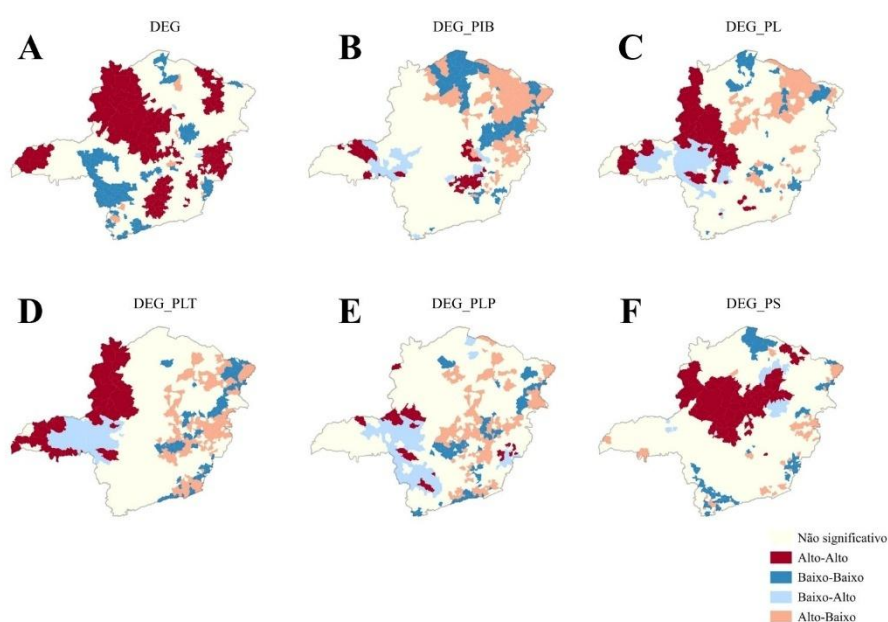 DEG
DEG_PIB
DEG_PL
A
B
C
DEG_PLT
DEG_PLP
DEG_PS
D
E
F
Não significativo
Alto-Alto
Baixo-Baixo
Baixo-Alto
Alto-Baixo